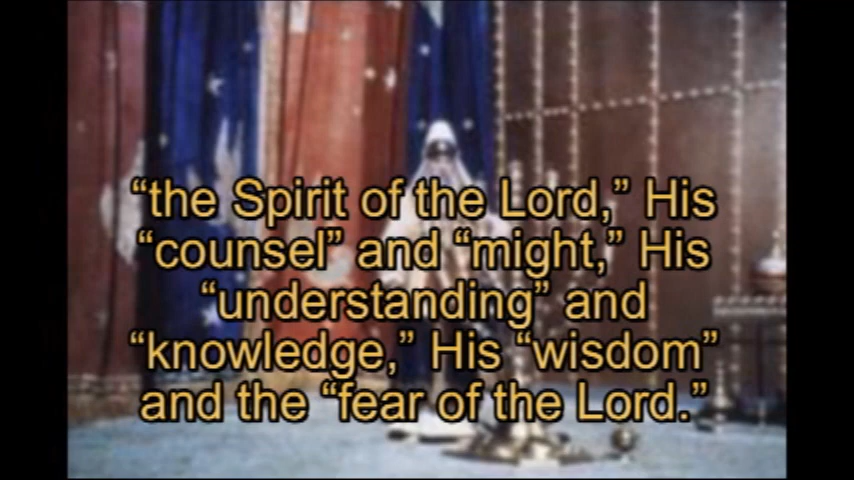 “the Spirit of the Lord,” His
“counsel” and “might,” His
“understanding” and
“knowledge,” His “wisdom”
and the “fear of the Lord.”